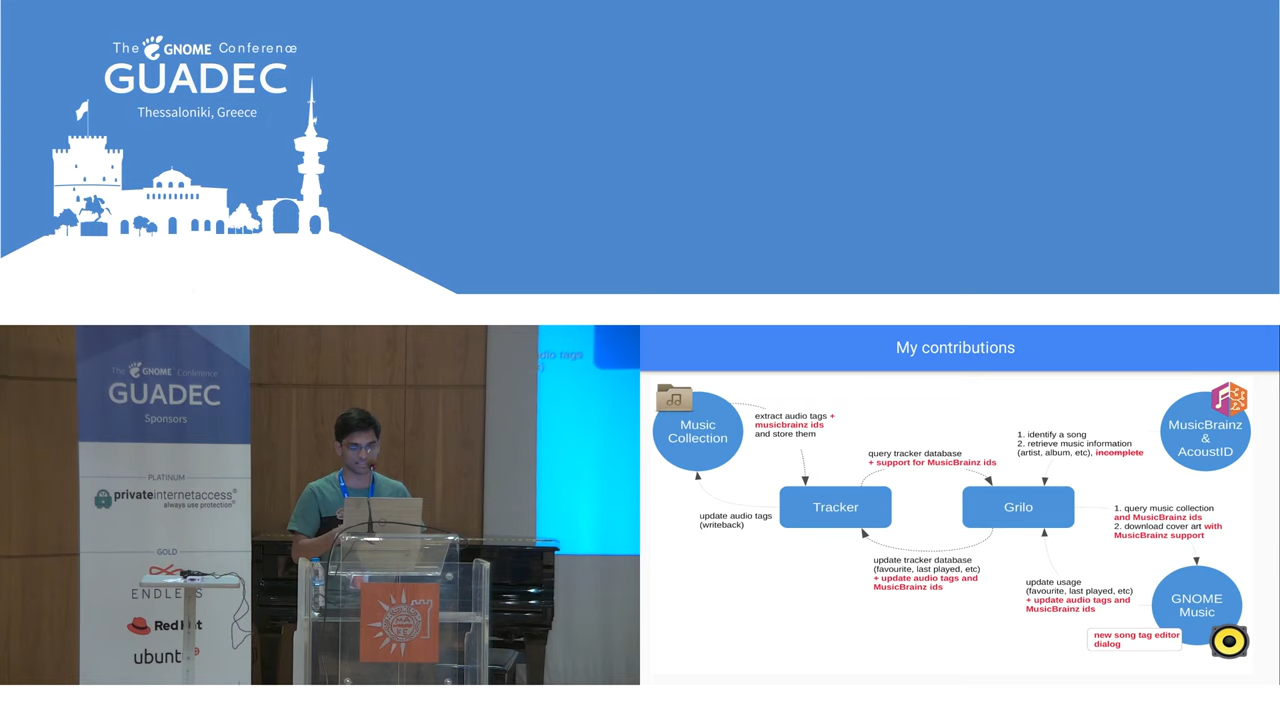 The GNOME Conference
GUADEC
Thessaloniki, Greece
The GNOME Conference
GUADEC
Sponsors
PLATINUM
privateinternetaccess®
always use protection®
GOLD
ENDLESS
Red Hat
ubuntu
dio tags
My contributions
Music
Collection
extract audio tags +
musicbrainz ids
and store them
update audio tags
(writeback)
Tracker
query tracker database
+ support for MusicBrainz ids
update tracker database
(favourite, last played, etc)
+ update audio tags and
MusicBrainz ids
Grilo
1. identify a song
2. retrieve music information
(artist, album, etc), incomplete
MusicBrainz
&
AcoustID
1. query music collection
and MusicBrainz ids
2. download cover art with
MusicBrainz support
update usage
(favourite, last played, etc)
+ update audio tags and
MusicBrainz ids
GNOME
Music
new song tag editor
dialog